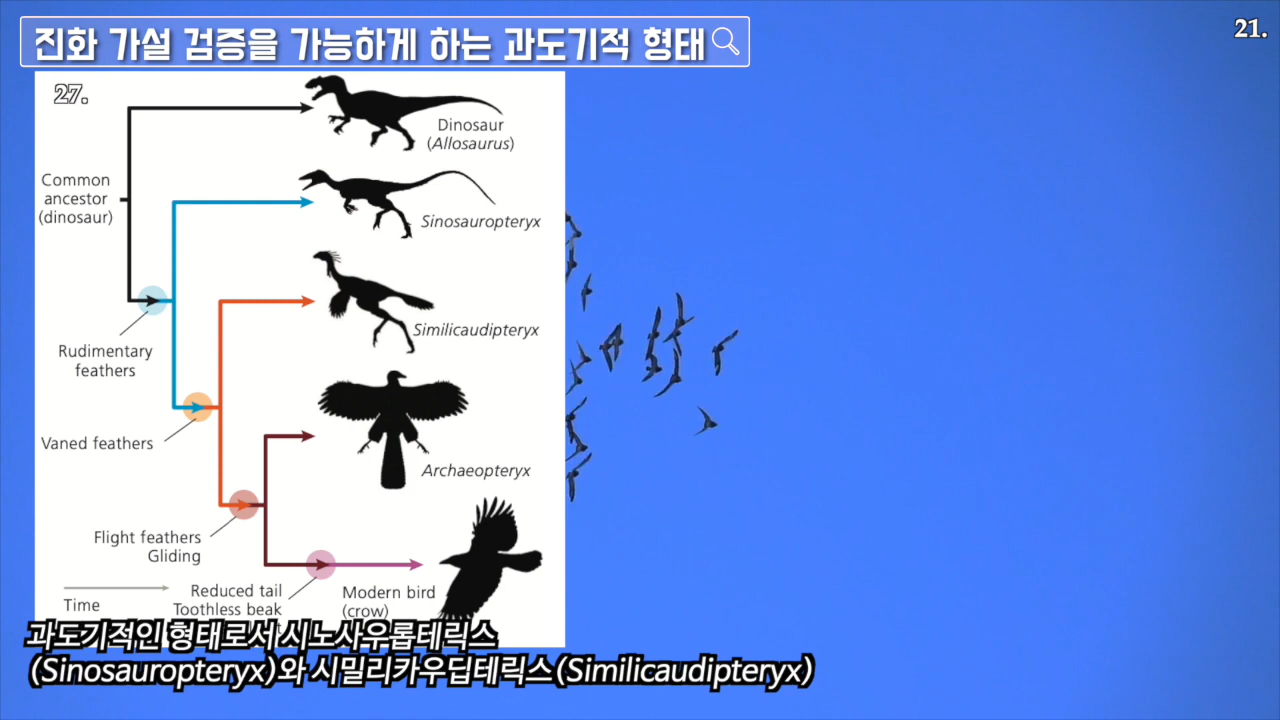 진화 가설 검증을 가능하게 하는 과도기적 형태
21.
27.
Dinosaur
(Allosaurus)
Common
ancestor
(dinosaur)
Sinosauropteryx
Similicaudipteryx
Rudimentary
feathers
Vaned feathers
Archaeopteryx
Flight feathers
Gliding
Reduced tail
Toothless beak
Modern bird
(crow)
Time
과도기적인 형태로서 시노사우롭테릭스
(Sinosauropteryx)와 시밀리카우딥테릭스(Similicaudipteryx)